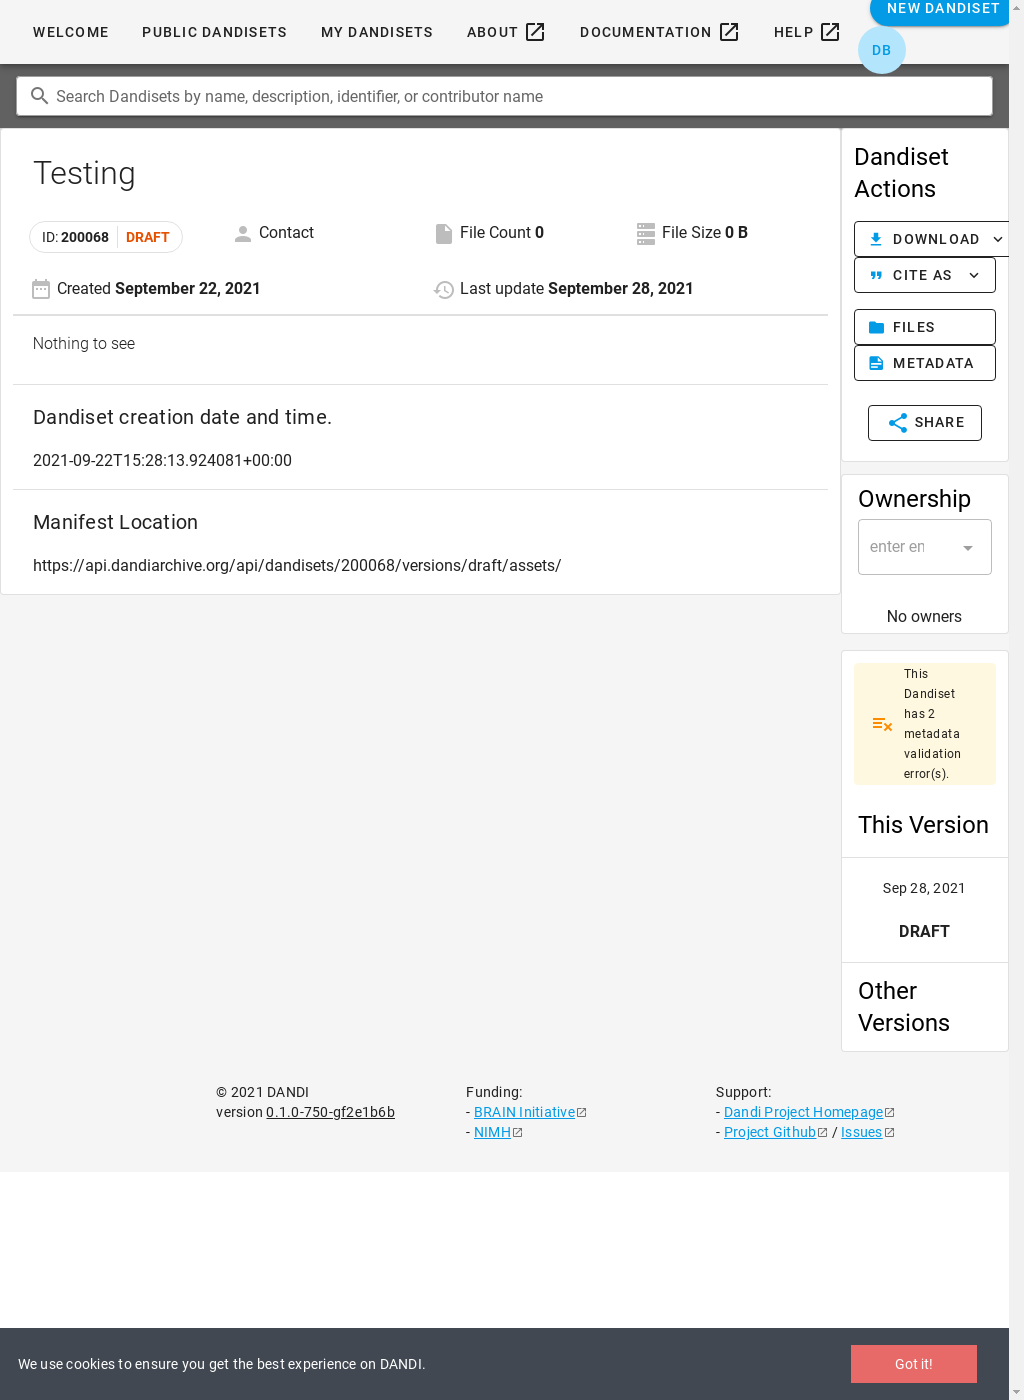 WELCOME
PUBLIC DANDISETS
MY DANDISETS
ABOUT
DOCUMENTATION
HELP
NEW DANDISET
DB
Search Dandisets by name, description, identifier, or contributor name
Testing
ID: 200068 DRAFT
Contact
File Count 0
File Size 0 B
Created September 22, 2021
Last update September 28, 2021
Nothing to see
Dandiset creation date and time.
2021-09-22T15:28:13.924081+00:00
Manifest Location
https://api.dandiarchive.org/api/dandisets/200068/versions/draft/assets/
Dandiset
Actions
DOWNLOAD
CITE AS
FILES
METADATA
SHARE
Ownership
enter en
No owners
This
Dandiset
has 2
metadata
validation
error(s).
This Version
Sep 28, 2021
DRAFT
Other
Versions
© 2021 DANDI
version 0.1.0-750-gf2e1b6b
Funding:
- BRAIN Initiative
- NIMH
Support:
- Dandi Project Homepage
- Project Github / Issues
We use cookies to ensure you get the best experience on DANDI.
Got it!